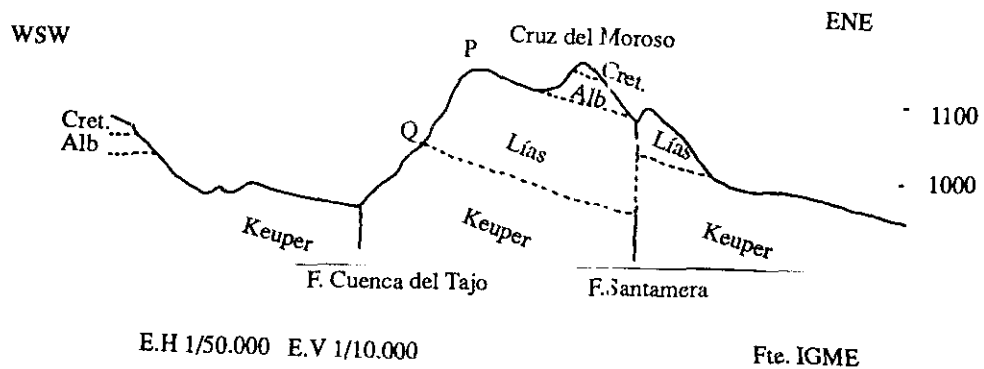 WSW
ENE
P
Cruz del Moroso
Cret.
Alb
1100
Cret.
Alb
Q
Lías
Lías
1000
Keuper
Keuper
Keuper
F. Cuenca del Tajo
F.Santamera
E.H 1/50.000 E.V 1/10.000
Fte. IGME